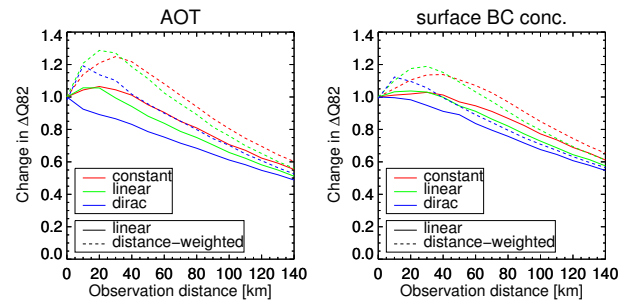 AOT
surface BC conc.
Change in ΔQ82
1.4
1.2
1.0
0.8
0.6
0.4
0.2
0.0
constant
linear
dirac
linear
distance−weighted
0 20 40 60 80 100 120 140
Observation distance [km]
Change in ΔQ82
1.4
1.2
1.0
0.8
0.6
0.4
0.2
0.0
constant
linear
dirac
linear
distance−weighted
0 20 40 60 80 100 120 140
Observation distance [km]